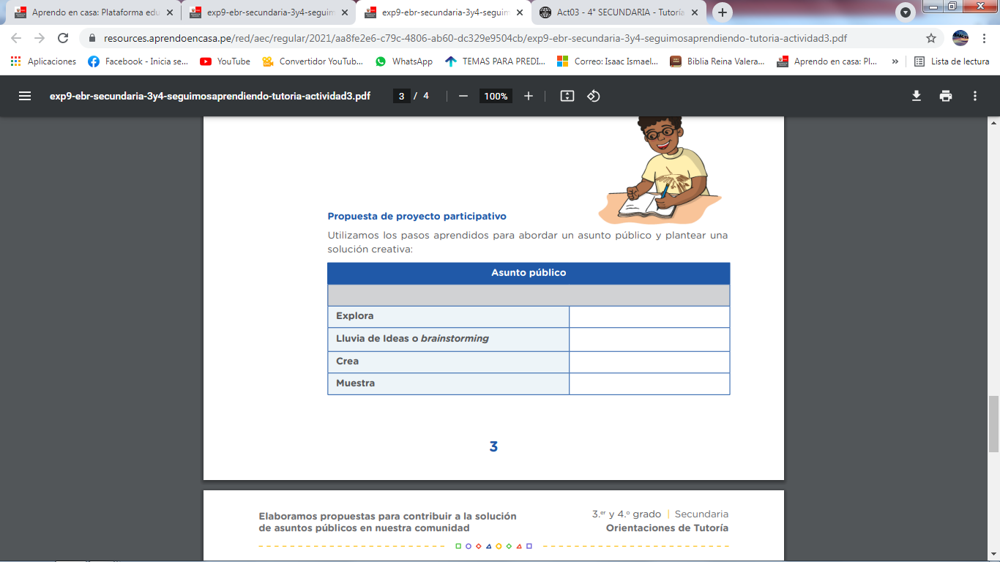 Aprendo en casa: Plataforma edu
exp9-ebr-secundaria-3y4-seguim
exp9-ebr-secundaria-3y4-seguim
Act03 - 4° SECUNDARIA - Tutoría
resources.aprendoencasa.pe/red/aec/regular/2021/aa8fe2e6-c79c-4806-ab60-dc329e9504cb/exp9-ebr-secundaria-3y4-seguimosaprendiendo-tutoria-actividad3.pdf
Aplicaciones
Facebook - Inicia se...
YouTube
Convertidor YouTub...
WhatsApp
TEMAS PARA PREDI...
Correo: Isaac Ismael...
Biblia Reina Valera...
Aprendo en casa: Pl...
»
Lista de lectura
exp9-ebr-secundaria-3y4-seguimosaprendiendo-tutoria-actividad3.pdf
3 / 4
100%
Propuesta de proyecto participativo
Utilizamos los pasos aprendidos para abordar un asunto público y plantear una
solución creativa:
Asunto público
Explora
Lluvia de Ideas o brainstorming
Crea
Muestra
3
Elaboramos propuestas para contribuir a la solución
de asuntos públicos en nuestra comunidad
3.er y 4.o grado | Secundaria
Orientaciones de Tutoría